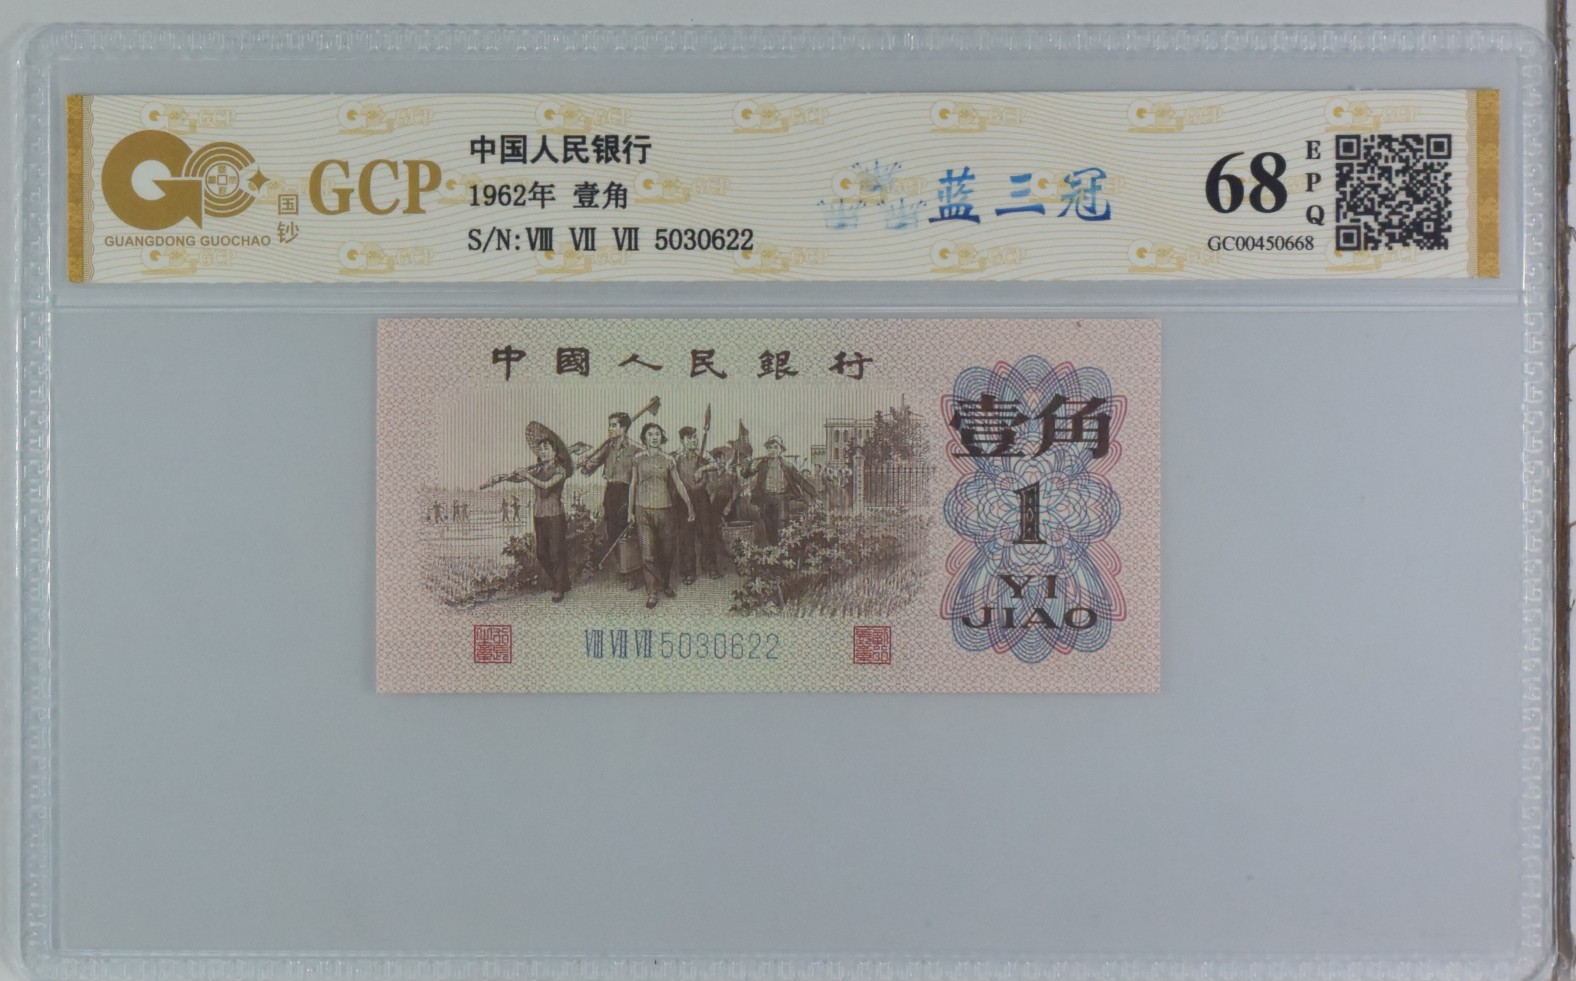 GCP
国钞
GUANGDONG GUOCHAO
中国人民银行
1962年 壹角
S/N:Ⅷ Ⅶ Ⅶ 5030622
蓝三冠
68
EPQ
GC00450668
中國人民銀行
壹角
1
YI
JIAO
Ⅷ Ⅶ Ⅶ 5030622